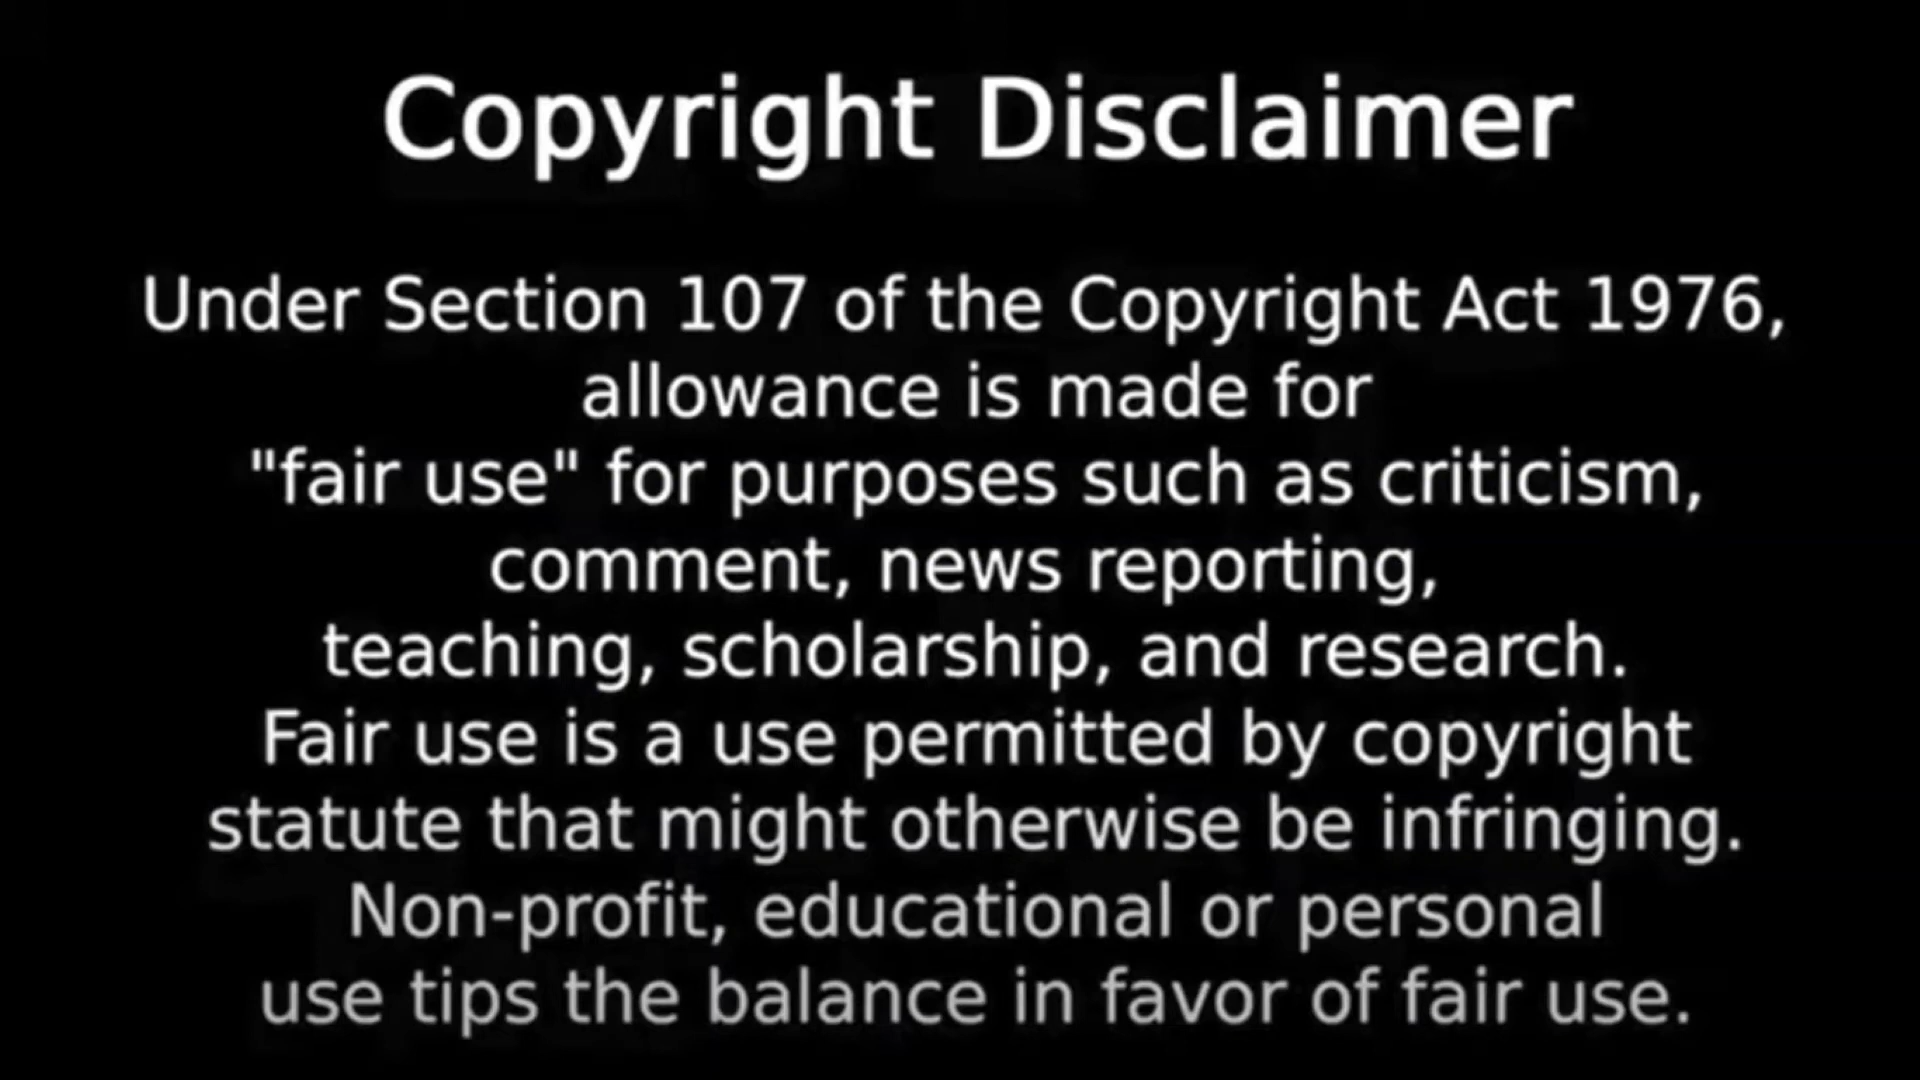 Copyright Disclaimer
Under Section 107 of the Copyright Act 1976,
allowance is made for
"fair use" for purposes such as criticism,
comment, news reporting,
teaching, scholarship, and research.
Fair use is a use permitted by copyright
statute that might otherwise be infringing.
Non-profit, educational or personal
use tips the balance in favor of fair use.